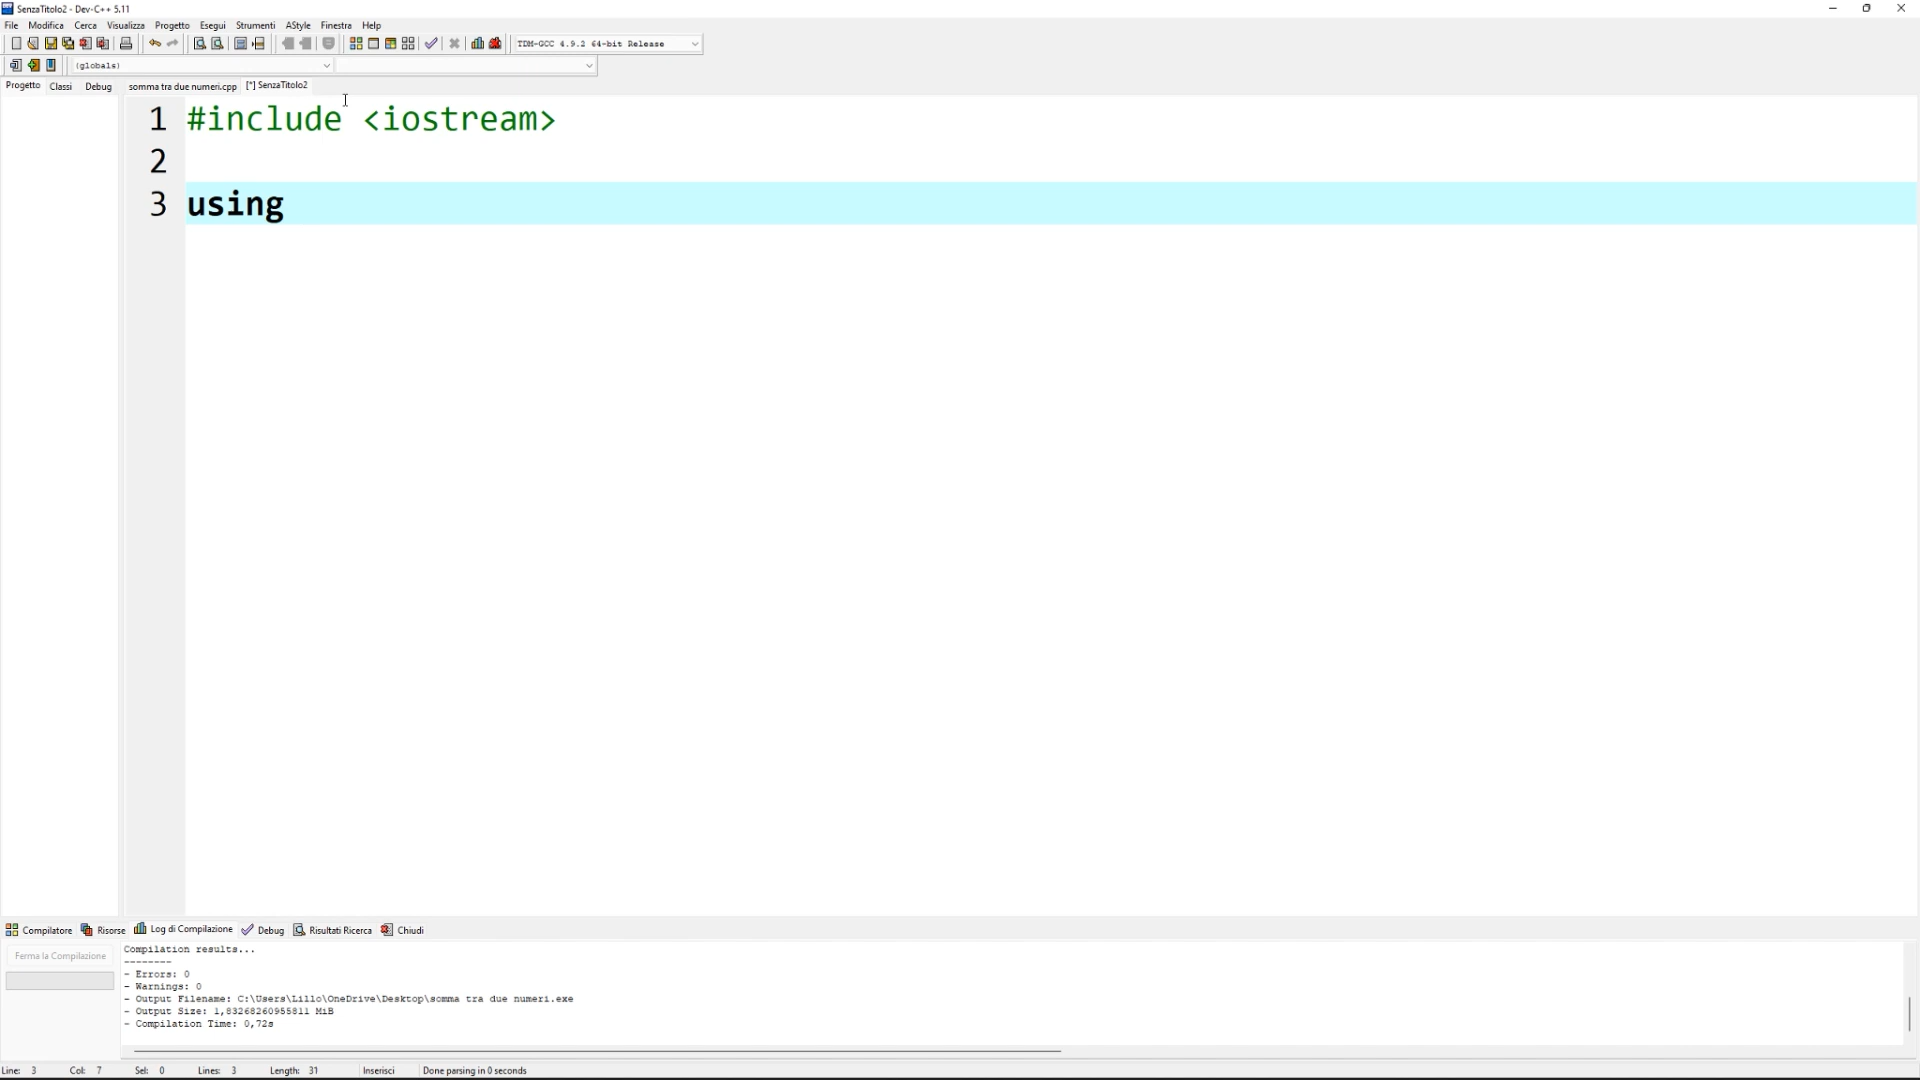 SenzaTitolo2 - Dev-C++ 5.11
File Modifica Cerca Visualizza Progetto Esegui Strumenti AStyle Finestra Help
TDM-GCC 4.9.2 64-bit Release
(globals)
Progetto Classi Debug somma tra due numeri.cpp [*] SenzaTitolo2
1 #include <iostream>
2
3 using
Compilatore Risorse Log di Compilazione Debug Risultati Ricerca Chiudi
Ferma la Compilazione
Compilation results...
--------
- Errors: 0
- Warnings: 0
- Output Filename: C:\Users\Lillo\OneDrive\Desktop\somma tra due numeri.exe
- Output Size: 1,83268260955811 MiB
- Compilation Time: 0,72s
Line: 3 Col: 7 Sel: 0 Lines: 3 Length: 31 Inserisci Done parsing in 0 seconds